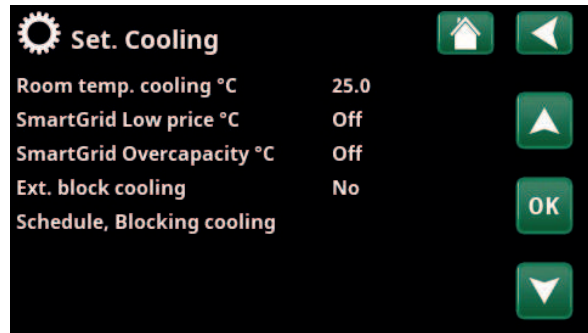 Set. Cooling
Room temp. cooling °C 25.0
SmartGrid Low price °C Off
SmartGrid Overcapacity °C Off
Ext. block cooling No
OK
Schedule, Blocking cooling